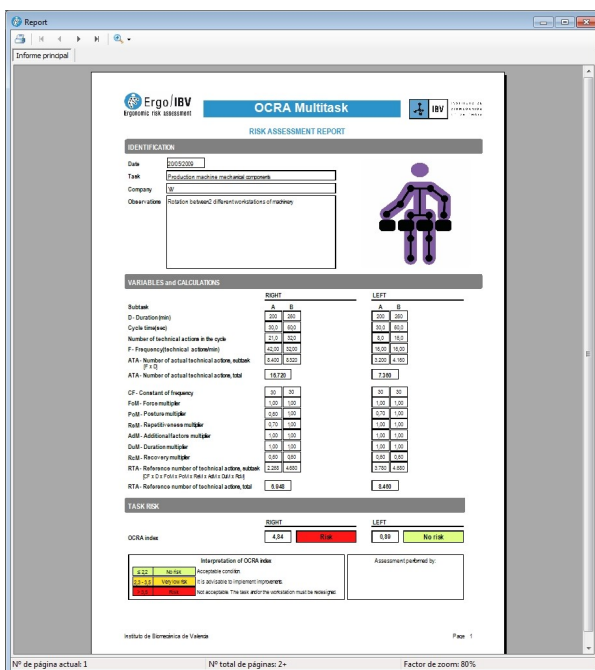 Report
Informe principal
Ergo/IBV
Ergonomic risk assessment
OCRA Multitask
IBV
RISK ASSESSMENT REPORT
IDENTIFICATION
Date 20/05/2009
Task Production machine mechanical components
Company W
Observations Rotation between 2 different workstations of machinery
VARIABLES and CALCULATIONS
RIGHT LEFT
Subtask A B A B
D - Duration (min) 200 260 200 260
Cycle time (sec) 30,0 60,0 30,0 60,0
Number of technical actions in the cycle 21,0 32,0 8,0 16,0
F - Frequency (technical actions/min) 42,00 32,00 16,00 16,00
ATA - Number of actual technical actions, subtask 8.400 8.320 3.200 4.160
(F x D)
ATA - Number of actual technical actions, total 16.720 7.360
CF - Constant of frequency 30 30 30 30
FoM - Force multiplier 1,00 1,00 1,00 1,00
PoM - Posture multiplier 0,60 1,00 0,70 1,00
ReM - Repetitiveness multiplier 0,70 1,00 1,00 1,00
AdM - Additional factors multiplier 1,00 1,00 1,00 1,00
DuM - Duration multiplier 1,00 1,00 1,00 1,00
RcM - Recovery multiplier 0,60 0,60 0,60 0,60
RTA - Reference number of technical actions, subtask 2.268 4.680 3.780 4.680
[CF x D x FoM x PoM x ReM x AdM x DuM x RcM]
RTA - Reference number of technical actions, total 8.460
TASK RISK
RIGHT LEFT
OCRA index 4,84 Risk No risk
Interpretation of OCRA index
≤ 2,2 No risk Acceptable condition.
2,3 - 3,5 Very low risk It is advisable to implement improvements.
> 3,5 Risk Not acceptable. The task and/or the workstation must be redesigned.
Assessment performed by:
Instituto de Biomecánica de Valencia Page 1
Nº de página actual: 1 Nº total de páginas: 2+ Factor de zoom: 80%